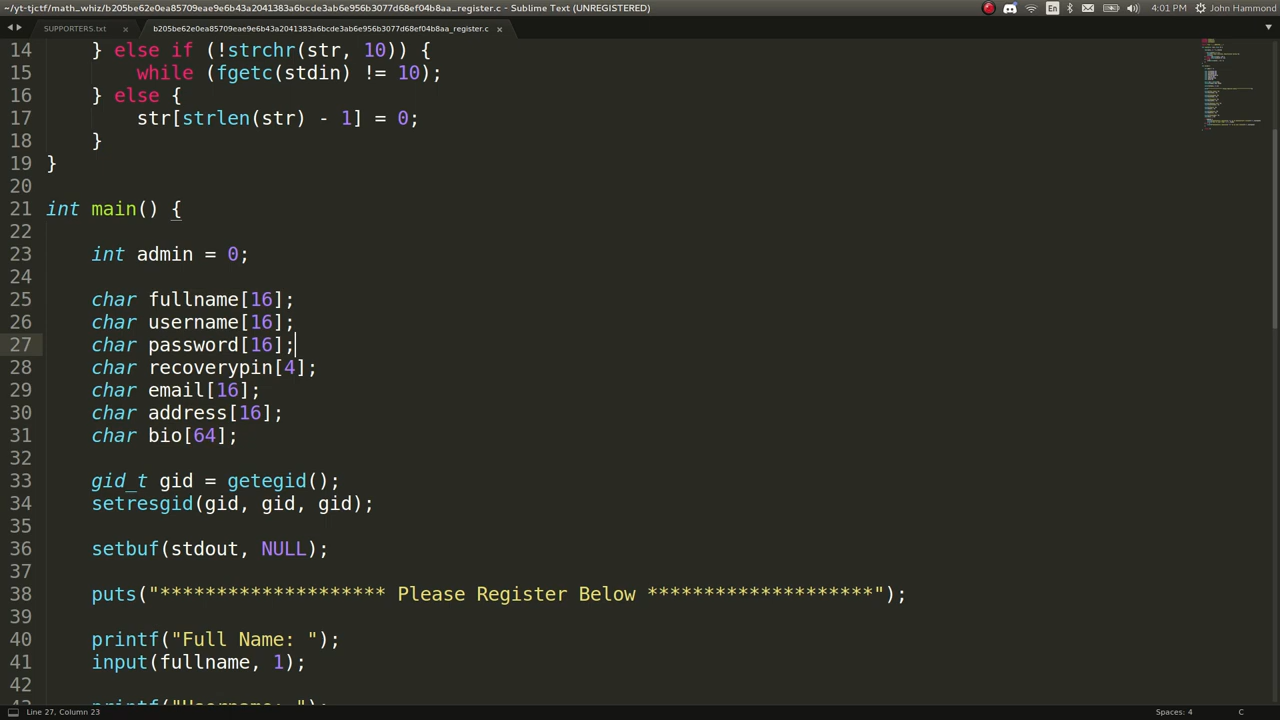 ~/yt-tjctf/math_whiz/b205be62e0ea85709eae9e6b43a2041383a6bcde3ab6e956b3077d68ef04b8aa_register.c - Sublime Text (UNREGISTERED)
En 4:01 PM John Hammond
SUPPORTERS.txt × b205be62e0ea85709eae9e6b43a2041383a6bcde3ab6e956b3077d68ef04b8aa_register.c ×
14 } else if (!strchr(str, 10)) {
15 while (fgetc(stdin) != 10);
16 } else {
17 str[strlen(str) - 1] = 0;
18 }
19 }
20
21 int main() {
22
23 int admin = 0;
24
25 char fullname[16];
26 char username[16];
27 char password[16];
28 char recoverypin[4];
29 char email[16];
30 char address[16];
31 char bio[64];
32
33 gid_t gid = getegid();
34 setresgid(gid, gid, gid);
35
36 setbuf(stdout, NULL);
37
38 puts("******************** Please Register Below ********************");
39
40 printf("Full Name: ");
41 input(fullname, 1);
42
Line 27, Column 23 Spaces: 4 C